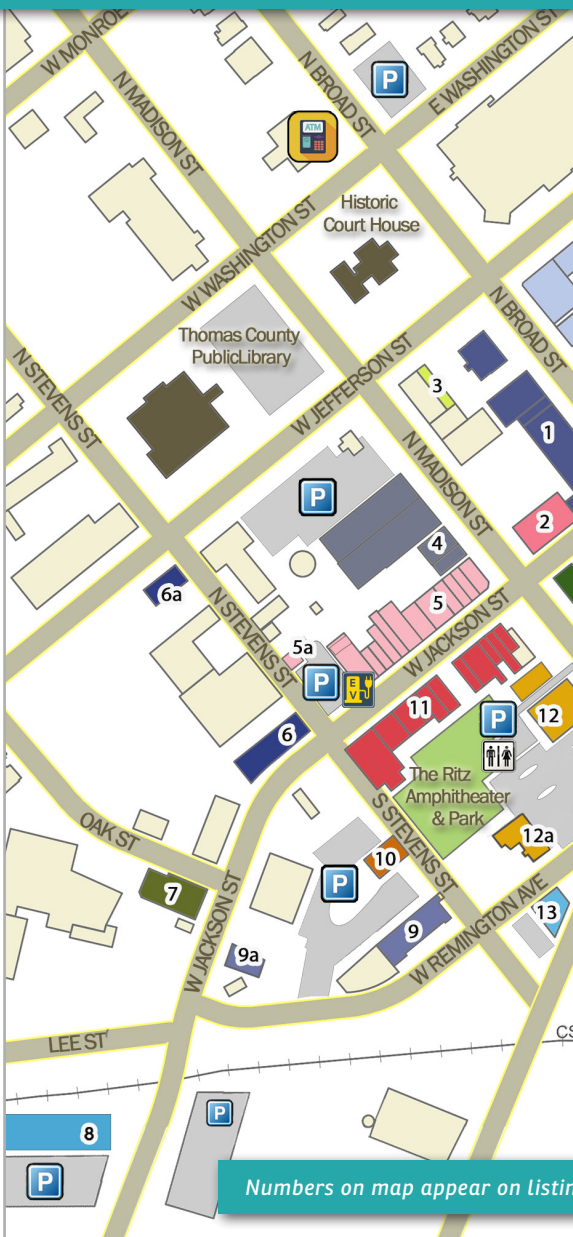 W MONROE
N BROAD ST
P
E WASHINGTON ST
N MADISON ST
ATM
Historic
Court House
W WASHINGTON ST
N BROAD ST
Thomas County
PublicLibrary
N STEVENS ST
W JEFFERSON ST
3
1
N MADISON ST
P
2
4
6a
N STEVENS ST
5
W JACKSON ST
5a
P
E
V
11
P
12
6
The Ritz
Amphitheater
& Park
S STEVENS ST
12a
OAK ST
10
P
7
W JACKSON ST
9
13
W REMINGTON AVE
9a
LEE ST
CS
P
8
P
Numbers on map appear on listin